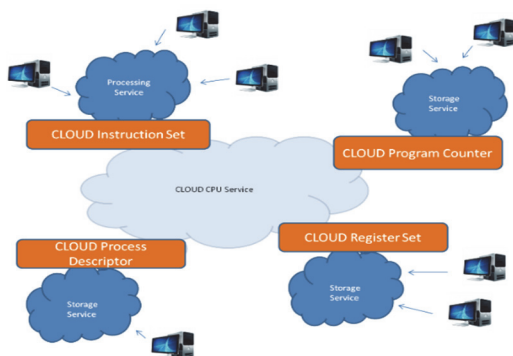 Processing
Service
CLOUD Instruction Set
Storage
Service
CLOUD Program Counter
CLOUD CPU Service
CLOUD Process
Descriptor
Storage
Service
CLOUD Register Set
Storage
Service